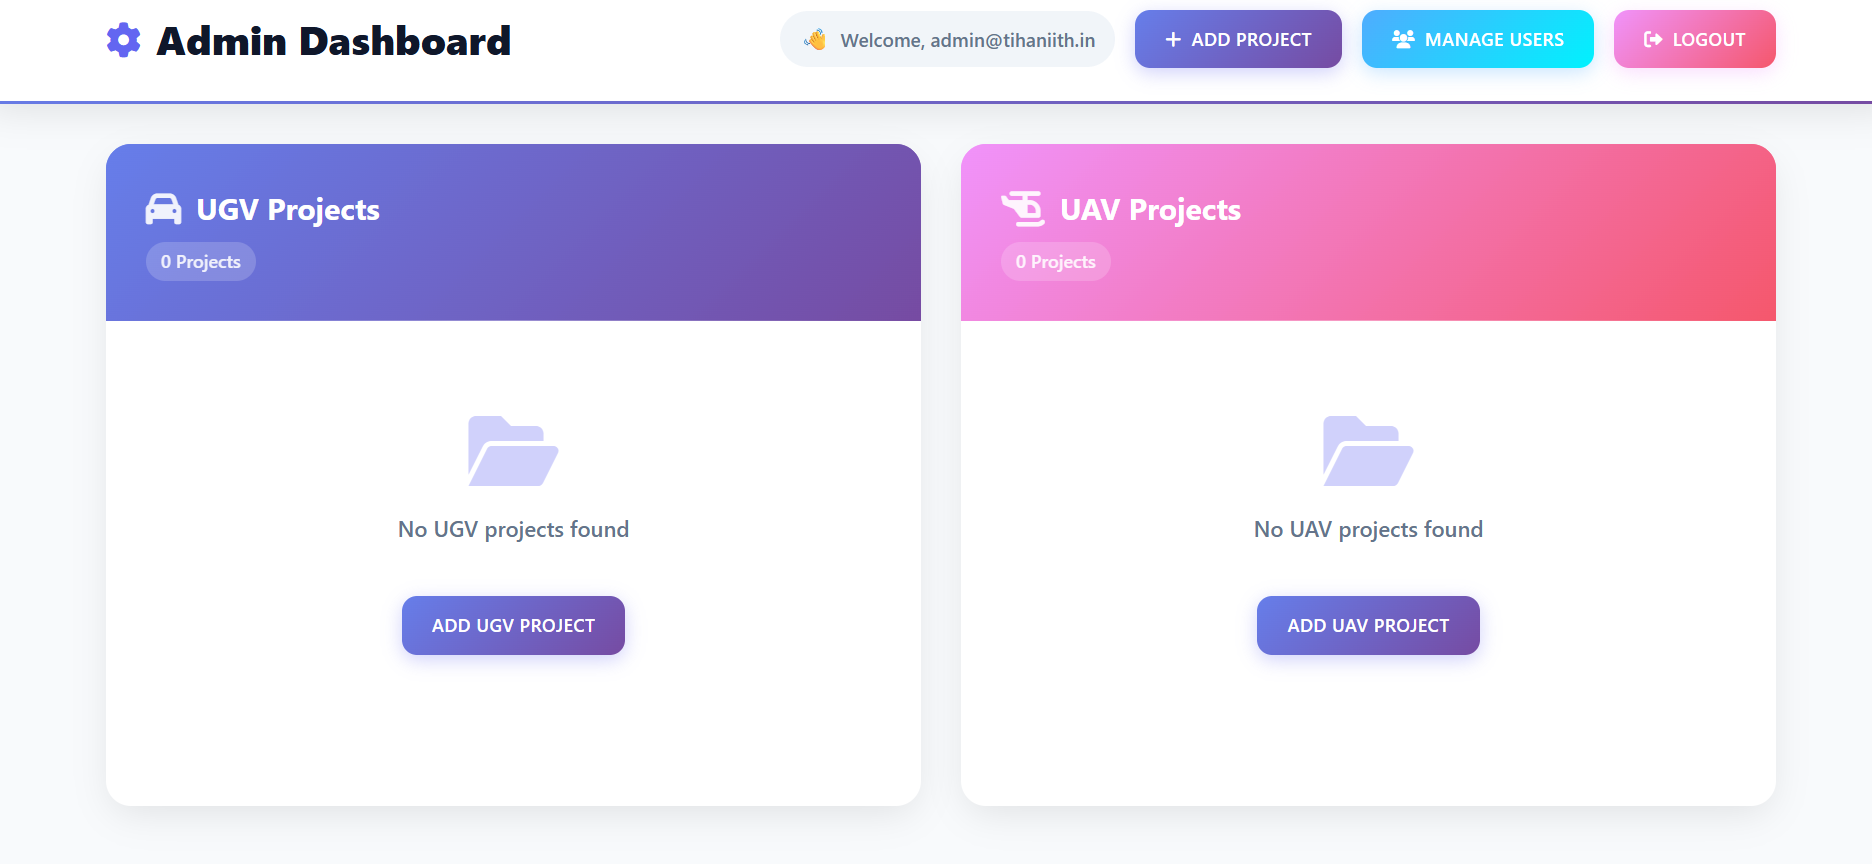 Admin Dashboard
Welcome, admin@tihaniith.in
ADD PROJECT
MANAGE USERS
LOGOUT
UGV Projects
0 Projects
No UGV projects found
ADD UGV PROJECT
UAV Projects
0 Projects
No UAV projects found
ADD UAV PROJECT